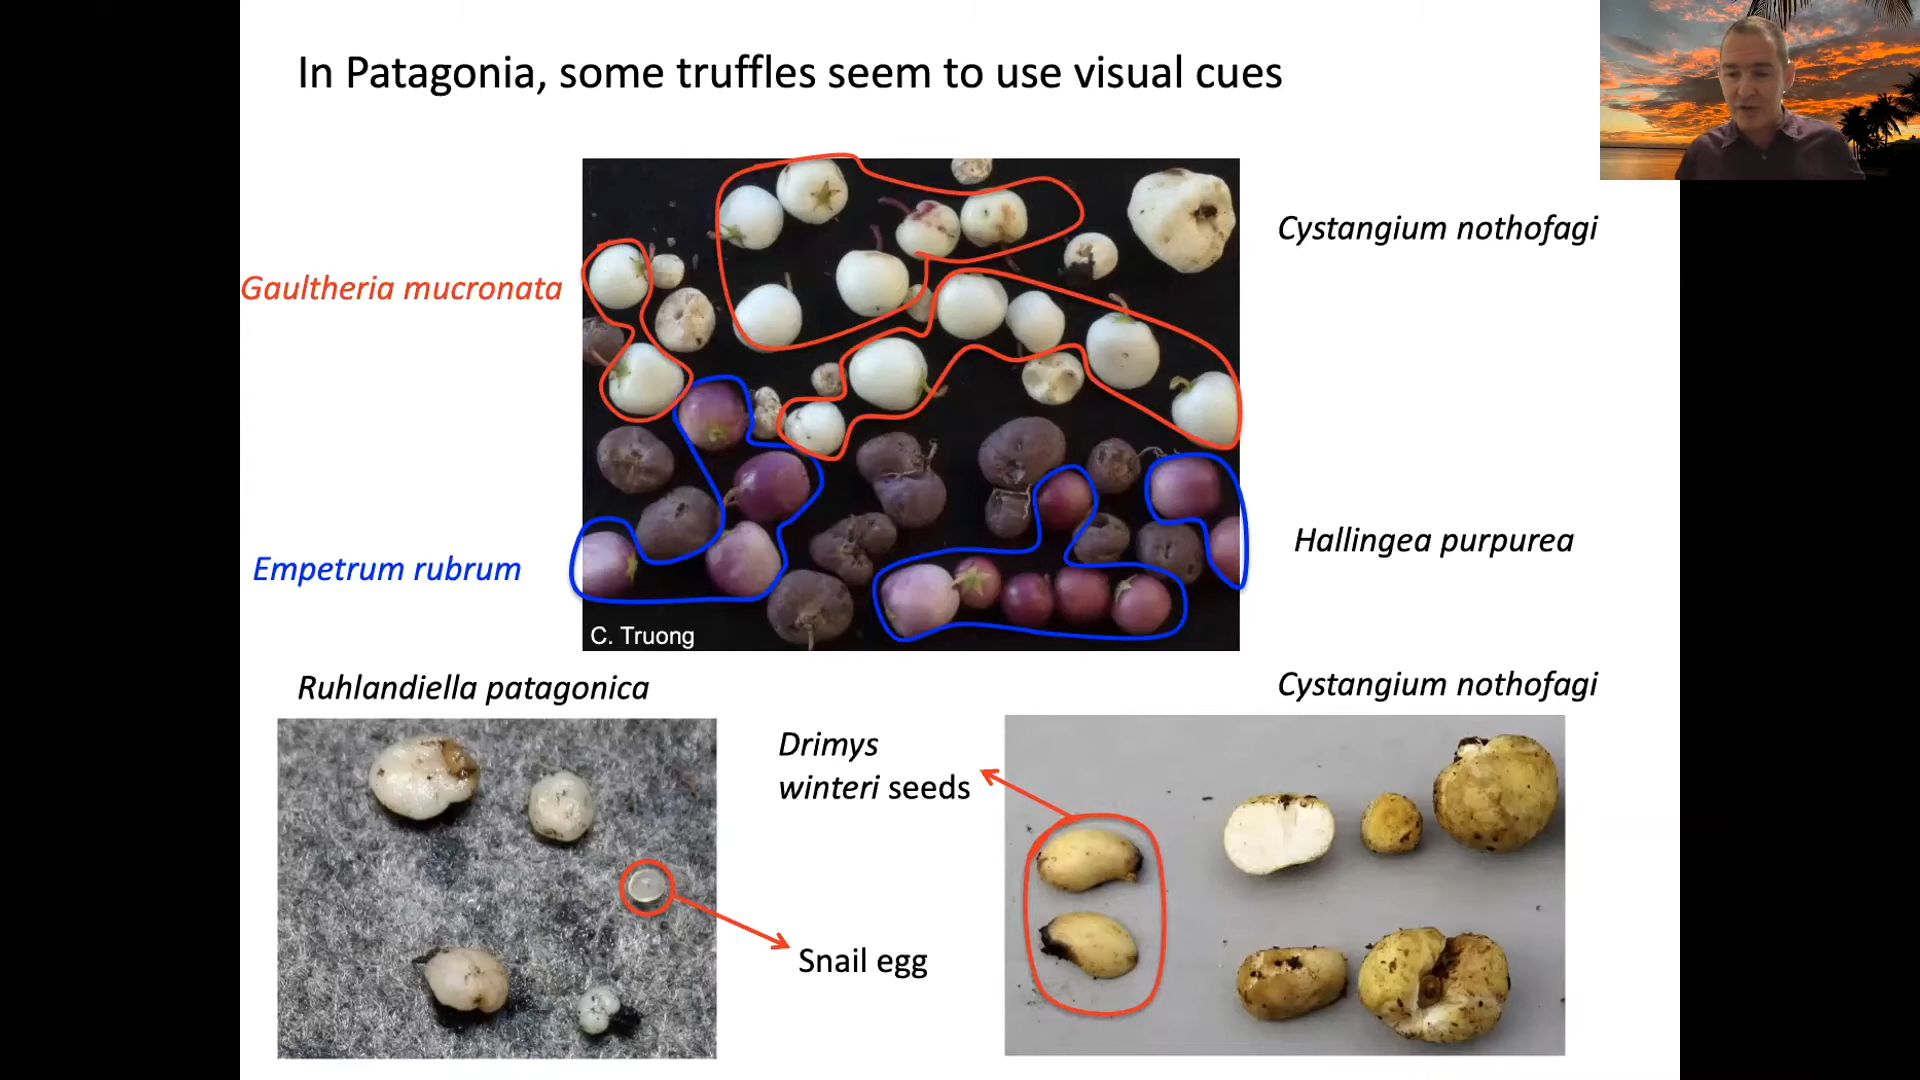 In Patagonia, some truffles seem to use visual cues
Cystangium nothofagi
Gaultheria mucronata
Hallingea purpurea
Empetrum rubrum
C. Truong
Ruhlandiella patagonica
Cystangium nothofagi
Drimys
winteri seeds
Snail egg